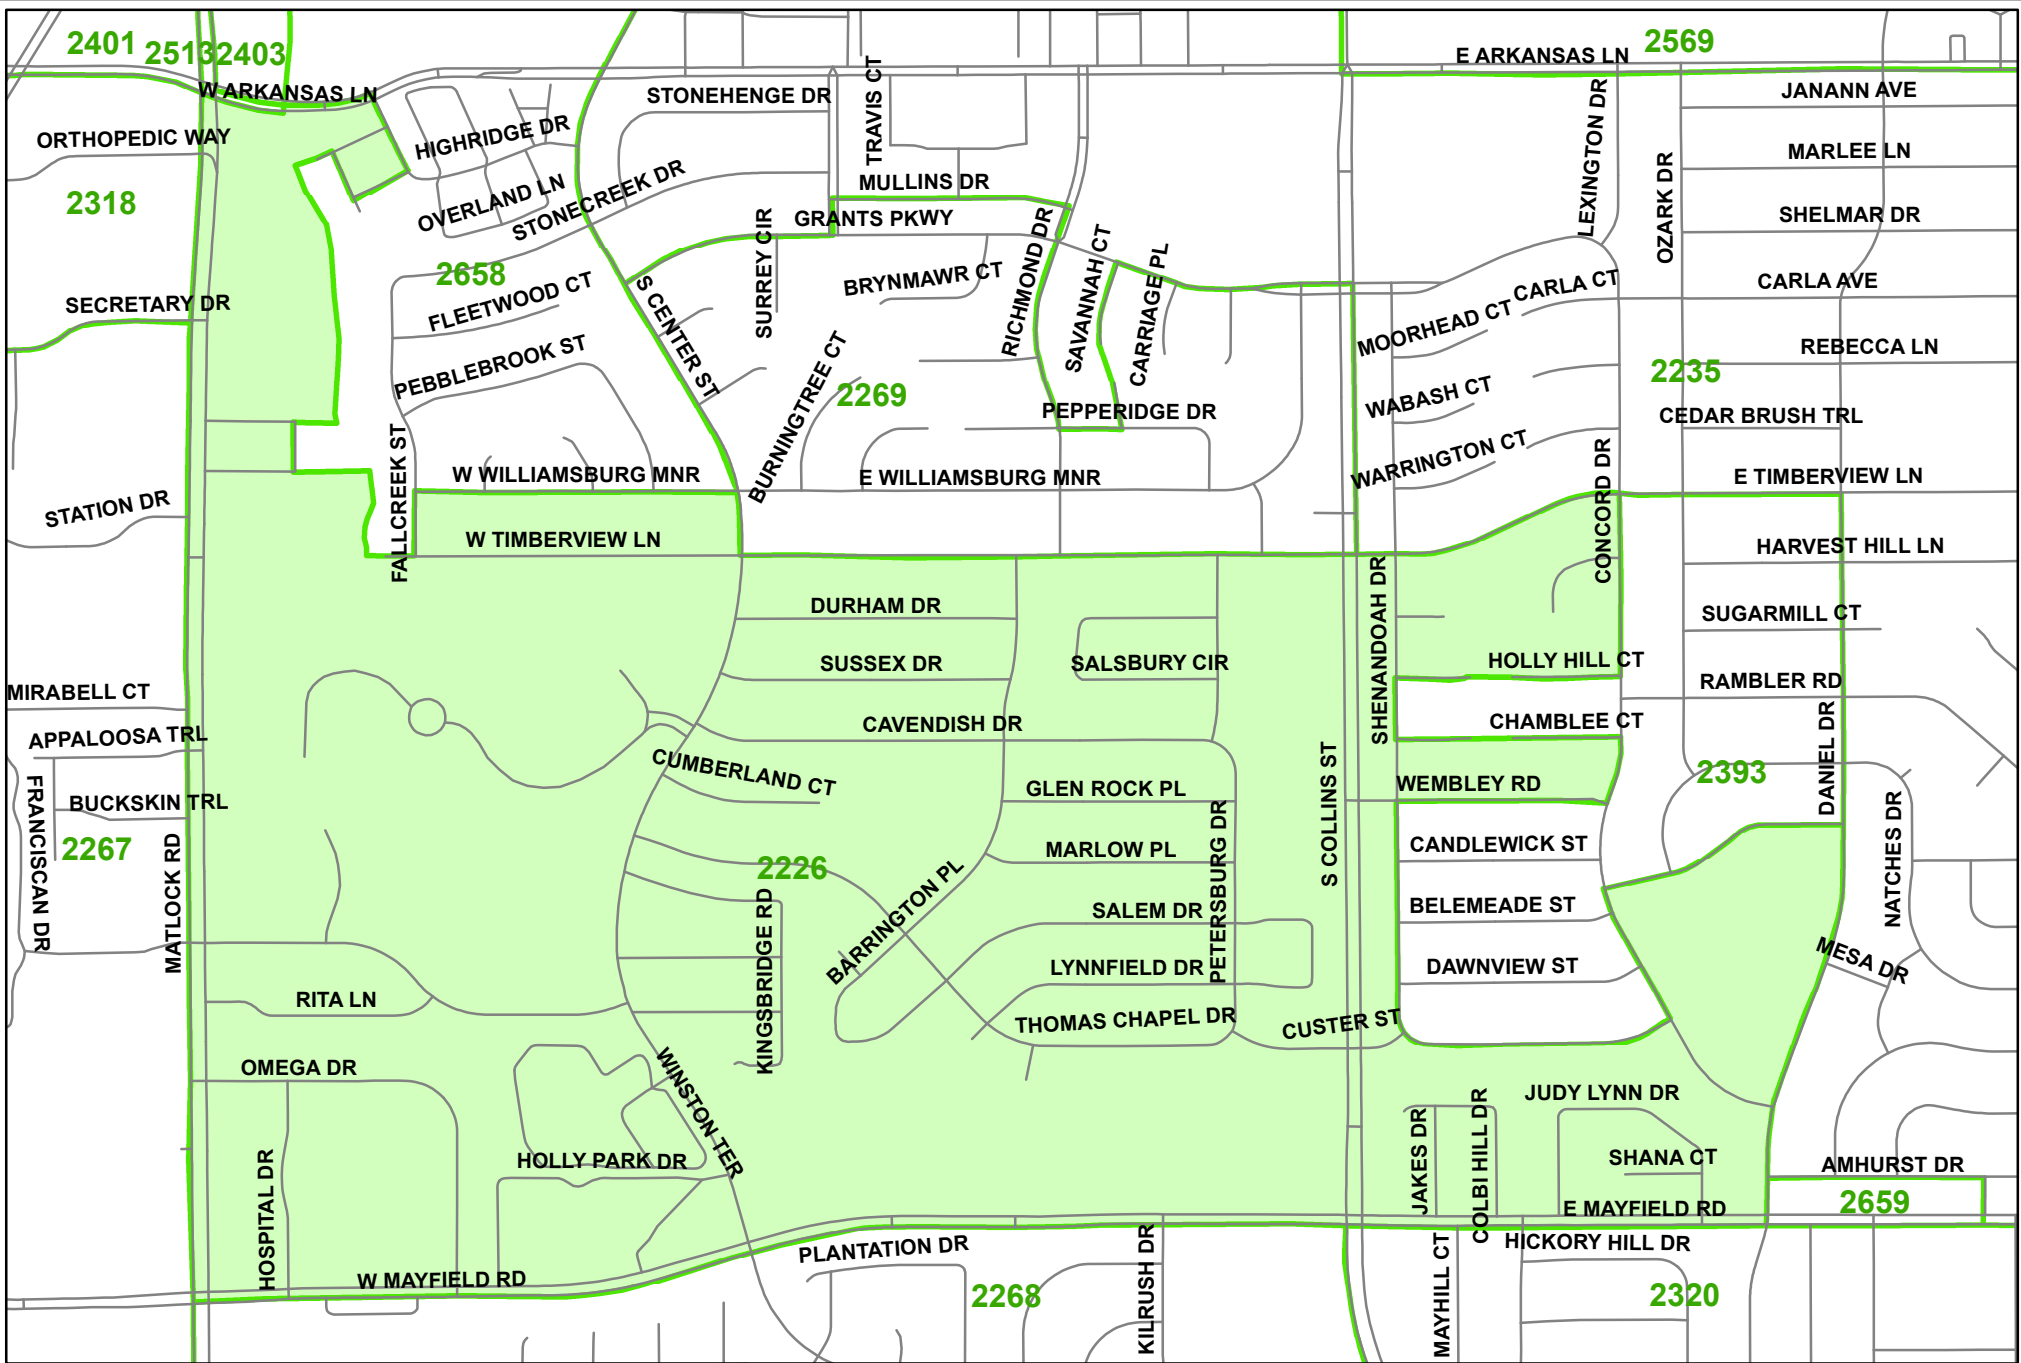 2401
2513
2403
E ARKANSAS LN
2569
W ARKANSAS LN
STONEHENGE DR
TRAVIS CT
LEXINGTON DR
JANANN AVE
ORTHOPEDIC WAY
HIGHRIDGE DR
OZARK DR
MARLEE LN
2318
OVERLAND LN
STONECREEK DR
MULLINS DR
GRANTS PKWY
SHELMAR DR
2658
SURREY CIR
BRYNMAWR CT
RICHMOND DR
SAVANNAH CT
CARRIAGE PL
CARLA CT
CARLA AVE
SECRETARY DR
FLEETWOOD CT
S CENTER ST
MOORHEAD CT
REBECCA LN
PEBBLEBROOK ST
BURNINGTREE CT
2269
2235
PEPPERIDGE DR
WABASH CT
CEDAR BRUSH TRL
FALLCREEK ST
W WILLIAMSBURG MNR
E WILLIAMSBURG MNR
WARRINGTON CT
CONCORD DR
E TIMBERVIEW LN
STATION DR
W TIMBERVIEW LN
HARVEST HILL LN
DURHAM DR
SHENANDOAH DR
SUGARMILL CT
SUSSEX DR
SALSBURY CIR
HOLLY HILL CT
RAMBLER RD
MIRABELL CT
APPALOOSA TRL
CAVENDISH DR
CHAMBLEE CT
DANIEL DR
CUMBERLAND CT
2393
FRANCISCAN DR
BUCKSKIN TRL
GLEN ROCK PL
S COLLINS ST
WEMBLEY RD
2267
MATLOCK RD
2226
MARLOW PL
PETERSBURG DR
CANDLEWICK ST
NATCHES DR
KINGSBRIDGE RD
BARRINGTON PL
SALEM DR
BELEMEADE ST
LYNNFIELD DR
DAWNVIEW ST
MESA DR
RITA LN
THOMAS CHAPEL DR
CUSTER ST
OMEGA DR
WINSTON TER
JUDY LYNN DR
HOSPITAL DR
HOLLY PARK DR
JAKES DR
COLBI HILL DR
SHANA CT
AMHURST DR
E MAYFIELD RD
2659
PLANTATION DR
KILRUSH DR
MAYHILL CT
HICKORY HILL DR
W MAYFIELD RD
2268
2320